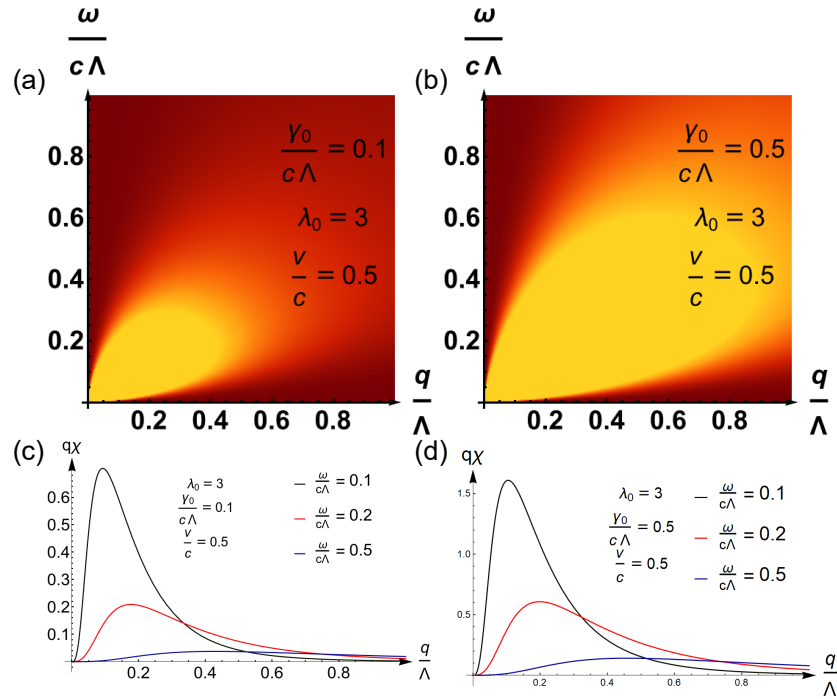 ω/cΛ
ω/cΛ
(a)
(b)
0.8
0.6
0.4
0.2
γ₀/cΛ = 0.1
λ₀ = 3
v/c = 0.5
0.2 0.4 0.6 0.8
q/Λ
0.8
0.6
0.4
0.2
γ₀/cΛ = 0.5
λ₀ = 3
v/c = 0.5
0.2 0.4 0.6 0.8
q/Λ
(c)
qχ
0.6
0.5
0.4
0.3
0.2
0.1
λ₀ = 3
γ₀/cΛ = 0.1
v/c = 0.5
ω/cΛ = 0.1
ω/cΛ = 0.2
ω/cΛ = 0.5
0.2 0.4 0.6 0.8
q/Λ
(d)
qχ
1.5
1.0
0.5
λ₀ = 3
γ₀/cΛ = 0.5
v/c = 0.5
ω/cΛ = 0.1
ω/cΛ = 0.2
ω/cΛ = 0.5
0.2 0.4 0.6 0.8
q/Λ